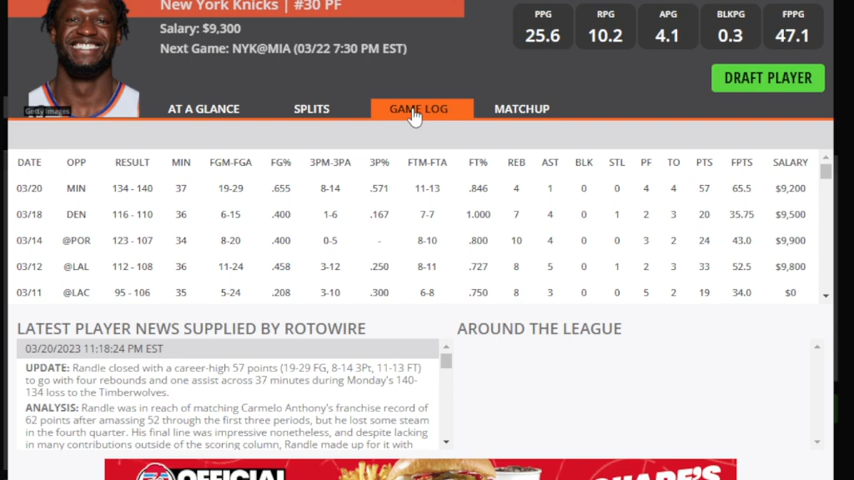 New York Knicks | #30 PF
Salary: $9,300
Next Game: NYK@MIA (03/22 7:30 PM EST)
PPG RPG APG BLKPG FPPG
25.6 10.2 4.1 0.3 47.1
DRAFT PLAYER
Getty Images
AT A GLANCE SPLITS GAME LOG MATCHUP
DATE OPP RESULT MIN FGM-FGA FG% 3PM-3PA 3P% FTM-FTA FT% REB AST BLK STL PF TO PTS FPTS SALARY
03/20 MIN 134 - 140 37 19-29 .655 8-14 .571 11-13 .846 4 1 0 0 4 4 57 65.5 $9,200
03/18 DEN 116 - 110 36 6-15 .400 1-6 .167 7-7 1.000 7 4 0 1 2 3 20 35.75 $9,500
03/14 @POR 123 - 107 34 8-20 .400 0-5 - 8-10 .800 10 4 0 0 3 2 24 43.0 $9,900
03/12 @LAL 112 - 108 36 11-24 .458 3-12 .250 8-11 .727 8 5 0 1 2 3 33 52.5 $9,800
03/11 @LAC 95 - 106 35 5-24 .208 3-10 .300 6-8 .750 8 3 0 0 5 2 19 34.0 $0
LATEST PLAYER NEWS SUPPLIED BY ROTOWIRE
03/20/2023 11:18:24 PM EST
UPDATE: Randle closed with a career-high 57 points (19-29 FG, 8-14 3Pt, 11-13 FT)
to go with four rebounds and one assist across 37 minutes during Monday's 140-
134 loss to the Timberwolves.
ANALYSIS: Randle was in reach of matching Carmelo Anthony's franchise record of
62 points after amassing 52 through the first three periods, but he lost some steam
in the fourth quarter. His final line was impressive nonetheless, and despite lacking
in many contributions outside of the scoring column, Randle made up for it with
AROUND THE LEAGUE
OFFICIAL